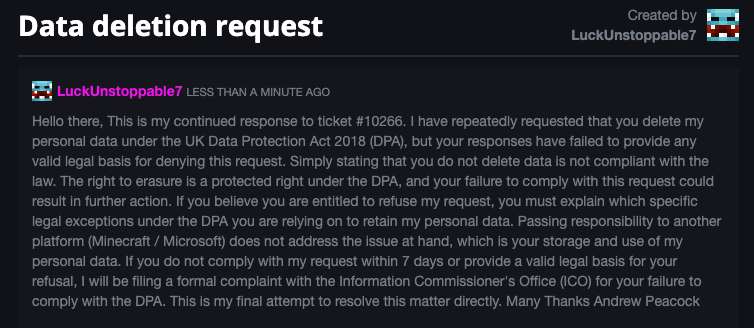 Data deletion request
Created by
LuckUnstoppable7
LuckUnstoppable7 LESS THAN A MINUTE AGO
Hello there, This is my continued response to ticket #10266. I have repeatedly requested that you delete my
personal data under the UK Data Protection Act 2018 (DPA), but your responses have failed to provide any
valid legal basis for denying this request. Simply stating that you do not delete data is not compliant with the
law. The right to erasure is a protected right under the DPA, and your failure to comply with this request could
result in further action. If you believe you are entitled to refuse my request, you must explain which specific
legal exceptions under the DPA you are relying on to retain my personal data. Passing responsibility to another
platform (Minecraft / Microsoft) does not address the issue at hand, which is your storage and use of my
personal data. If you do not comply with my request within 7 days or provide a valid legal basis for your
refusal, I will be filing a formal complaint with the Information Commissioner's Office (ICO) for your failure to
comply with the DPA. This is my final attempt to resolve this matter directly. Many Thanks Andrew Peacock